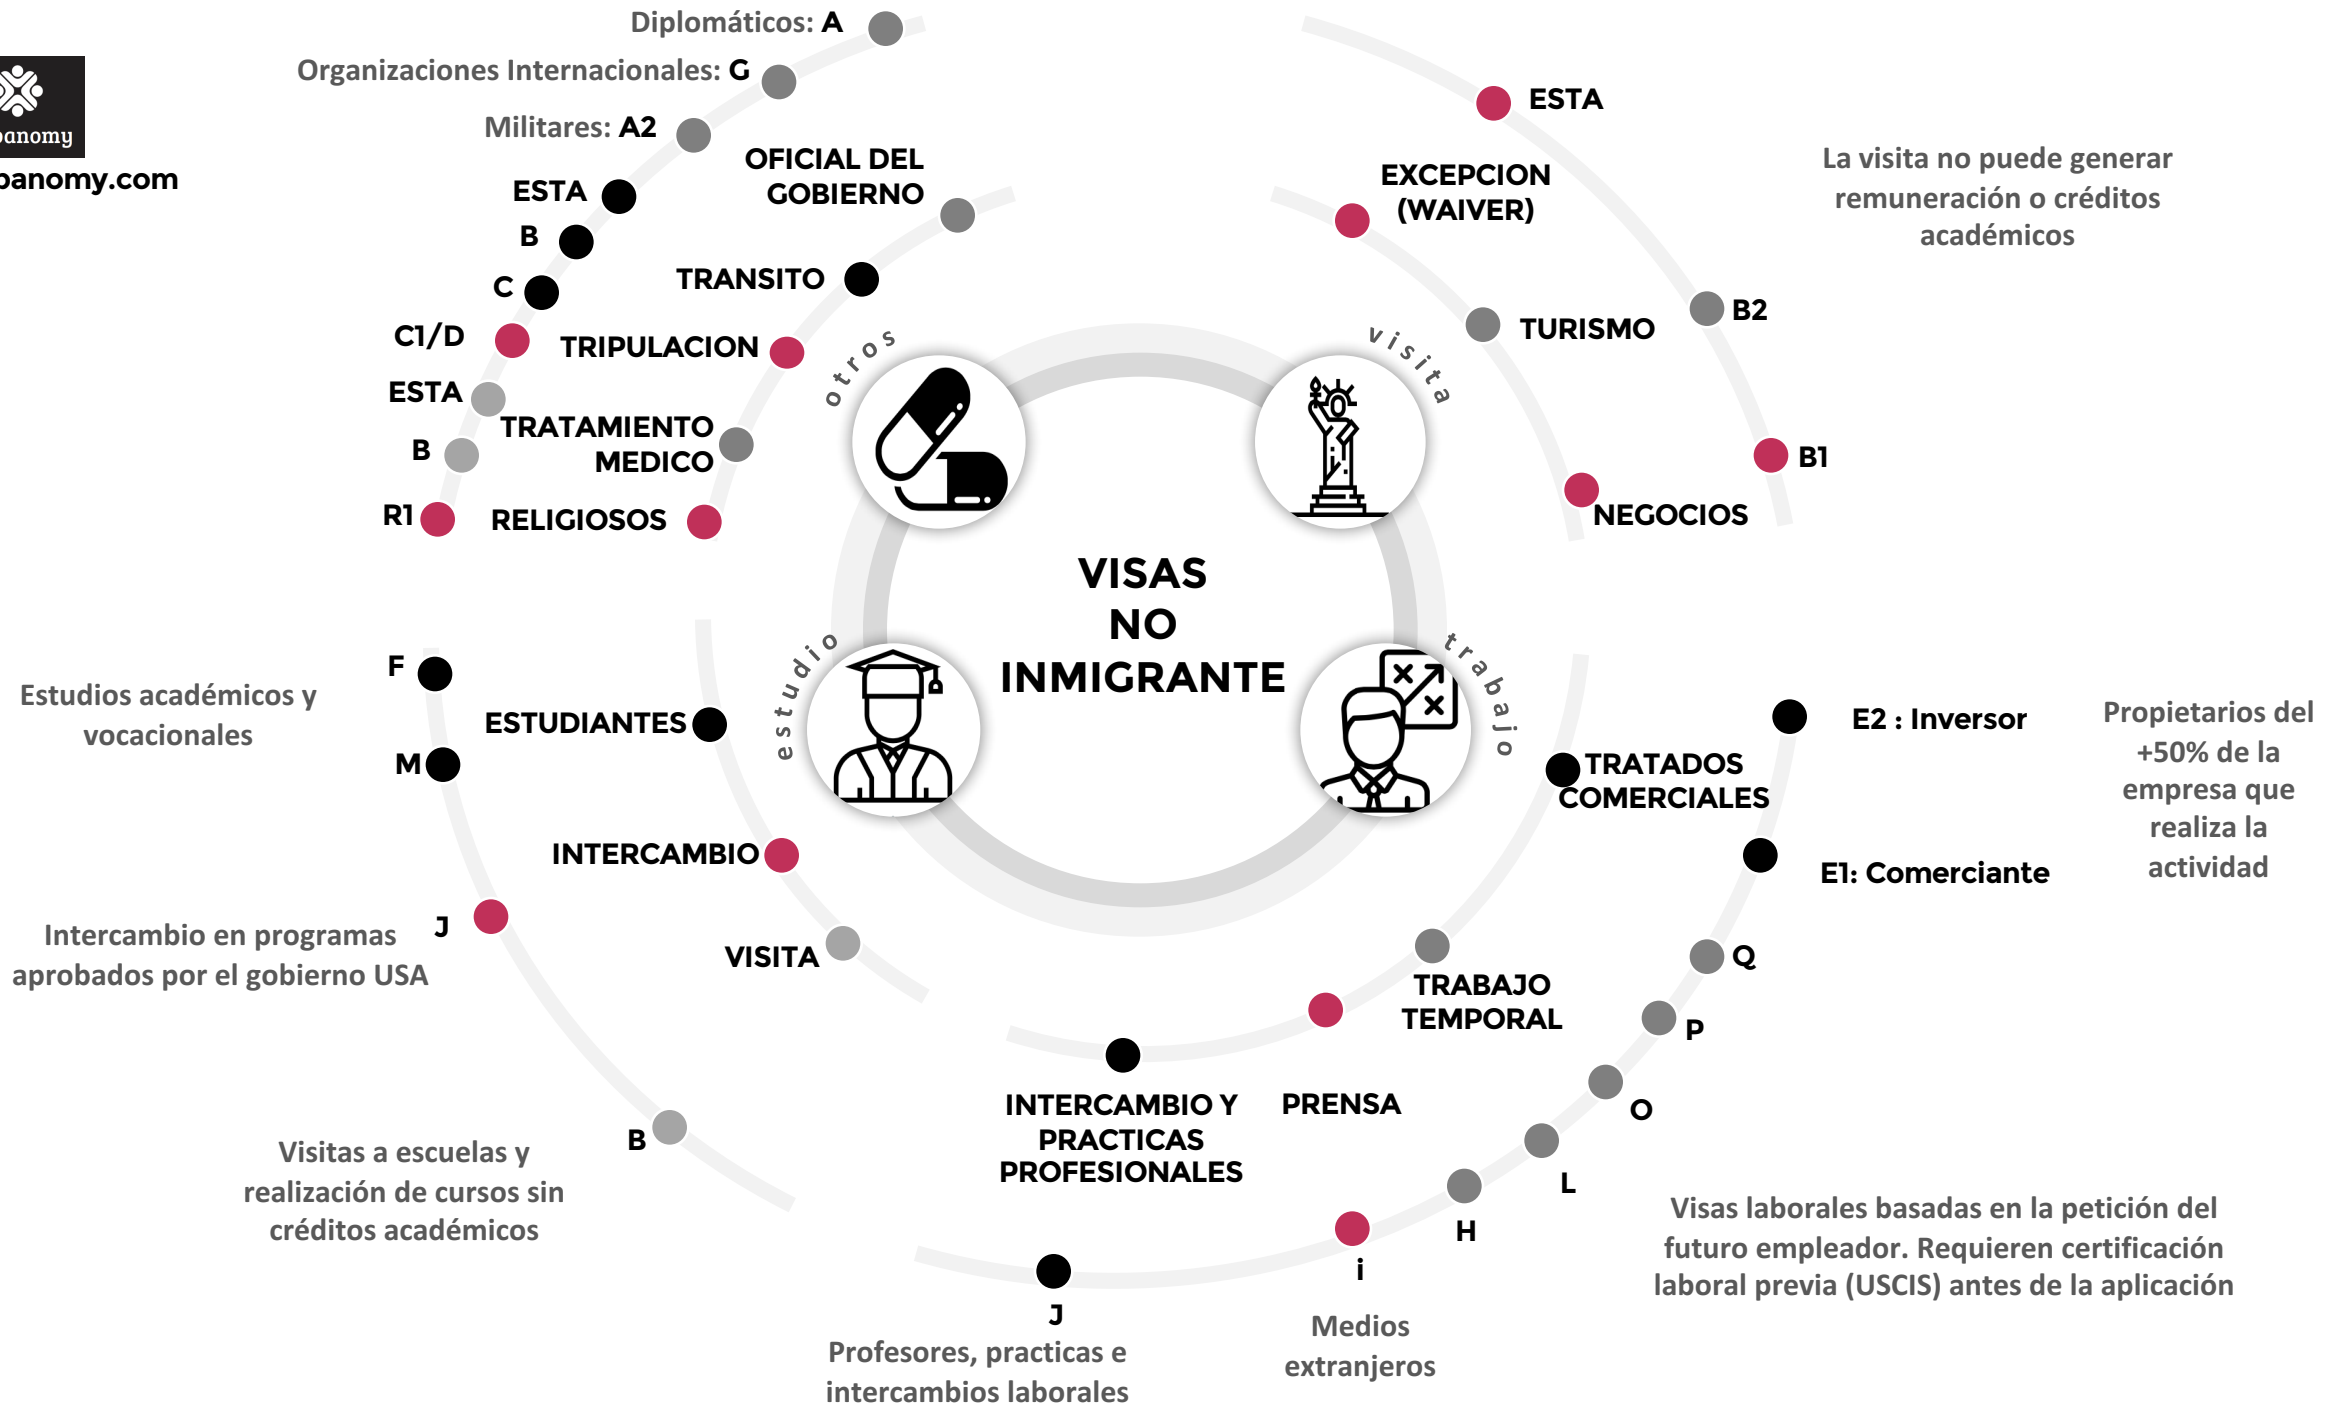 Diplomáticos: A
Organizaciones Internacionales: G
Militares: A2
ESTA
B
C
C1/D
ESTA
B
R1
OFICIAL DEL
GOBIERNO
TRANSITO
TRIPULACION
TRATAMIENTO
MEDICO
RELIGIOSOS
otros
visita
ESTA
EXCEPCION
(WAIVER)
B2
TURISMO
B1
NEGOCIOS
La visita no puede generar
remuneración o créditos
académicos
VISAS
NO
INMIGRANTE
estudio
trabajo
F
M
Estudios académicos y
vocacionales
ESTUDIANTES
INTERCAMBIO
VISITA
J
Intercambio en programas
aprobados por el gobierno USA
B
Visitas a escuelas y
realización de cursos sin
créditos académicos
TRATADOS
COMERCIALES
E2 : Inversor
E1: Comerciante
Propietarios del
+50% de la
empresa que
realiza la
actividad
TRABAJO
TEMPORAL
PRENSA
INTERCAMBIO Y
PRACTICAS
PROFESIONALES
Q
P
O
L
H
i
J
Visas laborales basadas en la petición del
futuro empleador. Requieren certificación
laboral previa (USCIS) antes de la aplicación
Medios
extranjeros
Profesores, practicas e
intercambios laborales